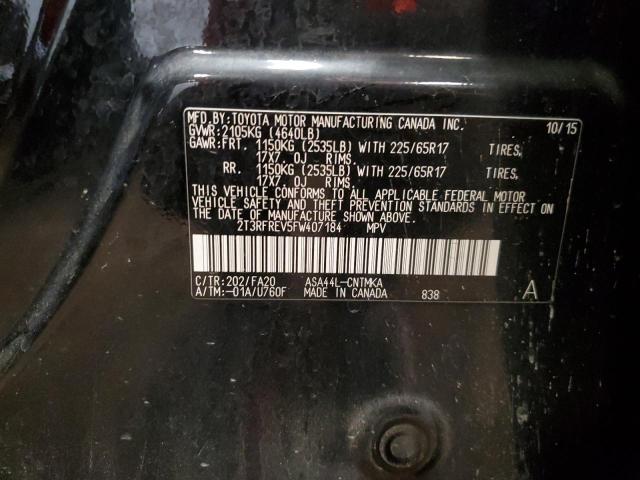 MFD.BY:TOYOTA MOTOR MANUFACTURING CANADA INC. 10/15
GVWR:2105KG (4640LB)
GAWR:FRT. 1150KG (2535LB) WITH 225/65R17 TIRES,
17X7 OJ RIMS.
RR. 1150KG (2535LB) WITH 225/65R17 TIRES,
17X7 OJ RIMS.
THIS VEHICLE CONFORMS TO ALL APPLICABLE FEDERAL MOTOR
VEHICLE SAFETY AND THEFT PREVENTION STANDARDS IN EFFECT ON
THE DATE OF MANUFACTURE SHOWN ABOVE.
2T3RFREV5FW407184 MPV
C/TR:202/FA20 ASA44L-CNTMKA
A/TM:-01A/U760F MADE IN CANADA 838 A